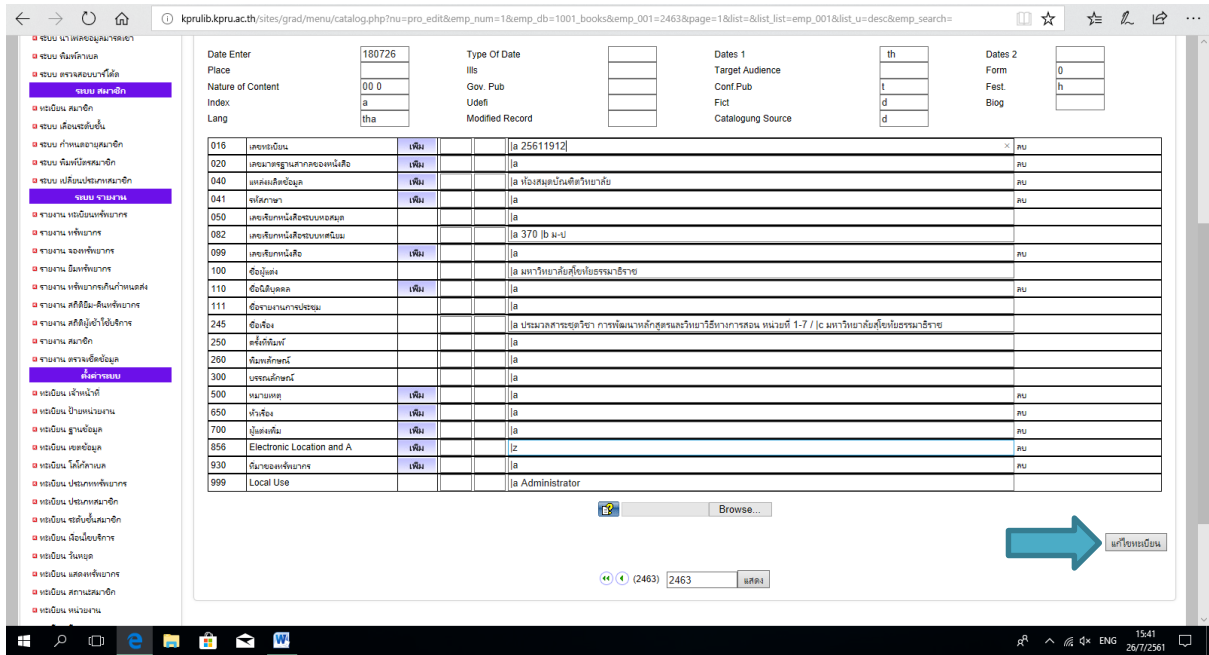 kprulib.kpru.ac.th/sites/grad/menu/catalog.php?nu=pro_edit&emp_num=1&emp_db=1001_books&emp_001=2463&page=1&list=&list_list=emp_001&list_u=desc&emp_search=
ระบบ นำไฟล์ข้อมูลมาร์คเข้า
ระบบ พิมพ์ลาเบล
ระบบ ตรวจสอบบาร์โค้ด
ระบบ สมาชิก
ทะเบียน สมาชิก
ระบบ เลื่อนระดับชั้น
ระบบ กำหนดอายุสมาชิก
ระบบ พิมพ์บัตรสมาชิก
ระบบ เปลี่ยนประเภทสมาชิก
ระบบ รายงาน
รายงาน ทะเบียนทรัพยากร
รายงาน ทรัพยากร
รายงาน จองทรัพยากร
รายงาน ยืมทรัพยากร
รายงาน ทรัพยากรเกินกำหนดส่ง
รายงาน สถิติยืม-คืนทรัพยากร
รายงาน สถิติผู้เข้าใช้บริการ
รายงาน สมาชิก
รายงาน ตรวจเช็คข้อมูล
ตั้งค่าระบบ
ทะเบียน เจ้าหน้าที่
ทะเบียน ป้ายหน่วยงาน
ทะเบียน ฐานข้อมูล
ทะเบียน เขตข้อมูล
ทะเบียน โลโก้ลาเบล
ทะเบียน ประเภททรัพยากร
ทะเบียน ประเภทสมาชิก
ทะเบียน ระดับชั้นสมาชิก
ทะเบียน เงื่อนไขบริการ
ทะเบียน วันหยุด
ทะเบียน แสดงทรัพยากร
ทะเบียน สถานะสมาชิก
ทะเบียน หน่วยงาน
Date Enter 180726 Type Of Date Dates 1 th Dates 2
Place Ills Target Audience Form 0
Nature of Content 00 0 Gov. Pub Conf.Pub t Fest. h
Index a Udefi Fict d Biog
Lang tha Modified Record Catalogung Source d
016 เลขทะเบียน เพิ่ม |a 25611912 × ลบ
020 เลขมาตรฐานสากลของหนังสือ เพิ่ม |a ลบ
040 แหล่งผลิตข้อมูล เพิ่ม |a ห้องสมุดบัณฑิตวิทยาลัย ลบ
041 รหัสภาษา เพิ่ม |a ลบ
050 เลขเรียกหนังสือระบบหอสมุด |a
082 เลขเรียกหนังสือระบบทศนิยม |a 370 |b ม-ป
099 เลขเรียกหนังสือ เพิ่ม |a ลบ
100 ชื่อผู้แต่ง |a มหาวิทยาลัยสุโขทัยธรรมาธิราช
110 ชื่อนิติบุคคล เพิ่ม |a ลบ
111 ชื่อรายงานการประชุม |a
245 ชื่อเรื่อง |a ประมวลสาระชุดวิชา การพัฒนาหลักสูตรและวิทยาวิธีทางการสอน หน่วยที่ 1-7 / |c มหาวิทยาลัยสุโขทัยธรรมาธิราช
250 ครั้งที่พิมพ์ |a
260 พิมพลักษณ์ |a
300 บรรณลักษณ์ |a
500 หมายเหตุ เพิ่ม |a ลบ
650 หัวเรื่อง เพิ่ม |a ลบ
700 ผู้แต่งเพิ่ม เพิ่ม |a ลบ
856 Electronic Location and A เพิ่ม |z ลบ
930 ที่มาของทรัพยากร เพิ่ม |a ลบ
999 Local Use |a Administrator
Browse...
แก้ไขทะเบียน
(2463) 2463 แสดง
ENG 15:41
26/7/2561